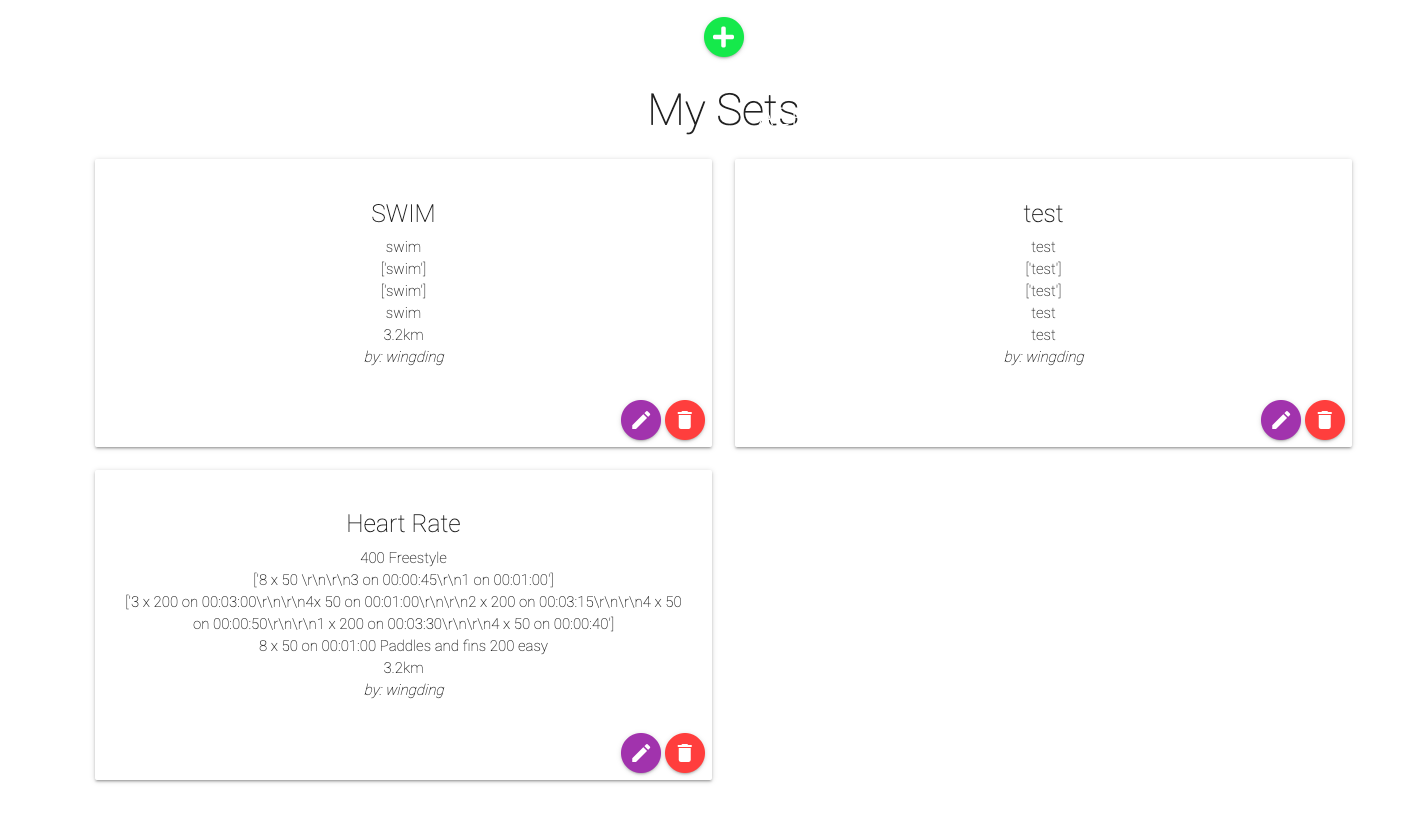 My Sets
SWIM
swim
['swim']
['swim']
swim
3.2km
by: wingding
test
test
['test']
['test']
test
test
by: wingding
Heart Rate
400 Freestyle
['8 x 50 \r\n\r\n3 on 00:00:45\r\n1 on 00:01:00']
['3 x 200 on 00:03:00\r\n\r\n4x 50 on 00:01:00\r\n\r\n2 x 200 on 00:03:15\r\n\r\n4 x 50
on 00:00:50\r\n\r\n1 x 200 on 00:03:30\r\n\r\n4 x 50 on 00:00:40']
8 x 50 on 00:01:00 Paddles and fins 200 easy
3.2km
by: wingding